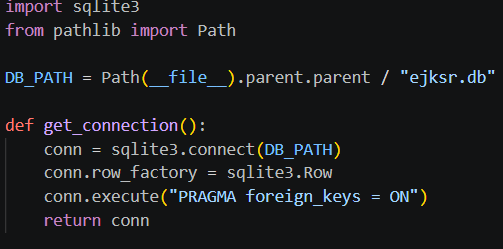 import sqlite3
from pathlib import Path
DB_PATH = Path(__file__).parent.parent / "ejksr.db"
def get_connection():
    conn = sqlite3.connect(DB_PATH)
    conn.row_factory = sqlite3.Row
    conn.execute("PRAGMA foreign_keys = ON")
    return conn